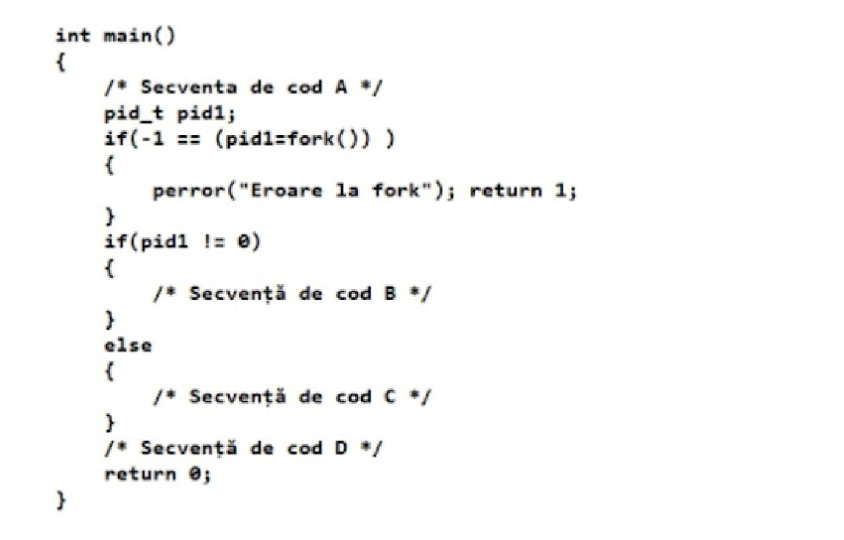 int main()
{
/* Secventa de cod A */
pid_t pid1;
if(-1 == (pid1=fork()) )
{
perror("Eroare la fork"); return 1;
}
if(pid1 != 0)
{
/* Secvență de cod B */
}
else
{
/* Secvență de cod C */
}
/* Secvență de cod D */
return 0;
}